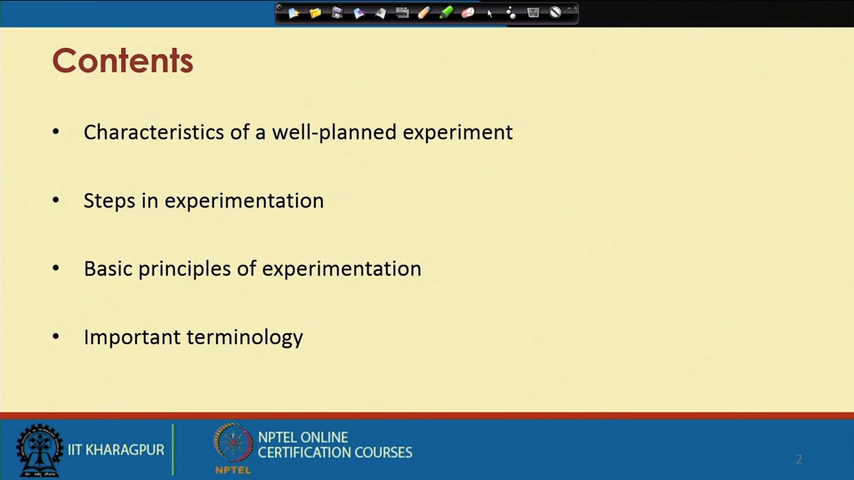 Contents
• Characteristics of a well-planned experiment
• Steps in experimentation
• Basic principles of experimentation
• Important terminology
IIT KHARAGPUR
NPTEL
NPTEL ONLINE
CERTIFICATION COURSES
2